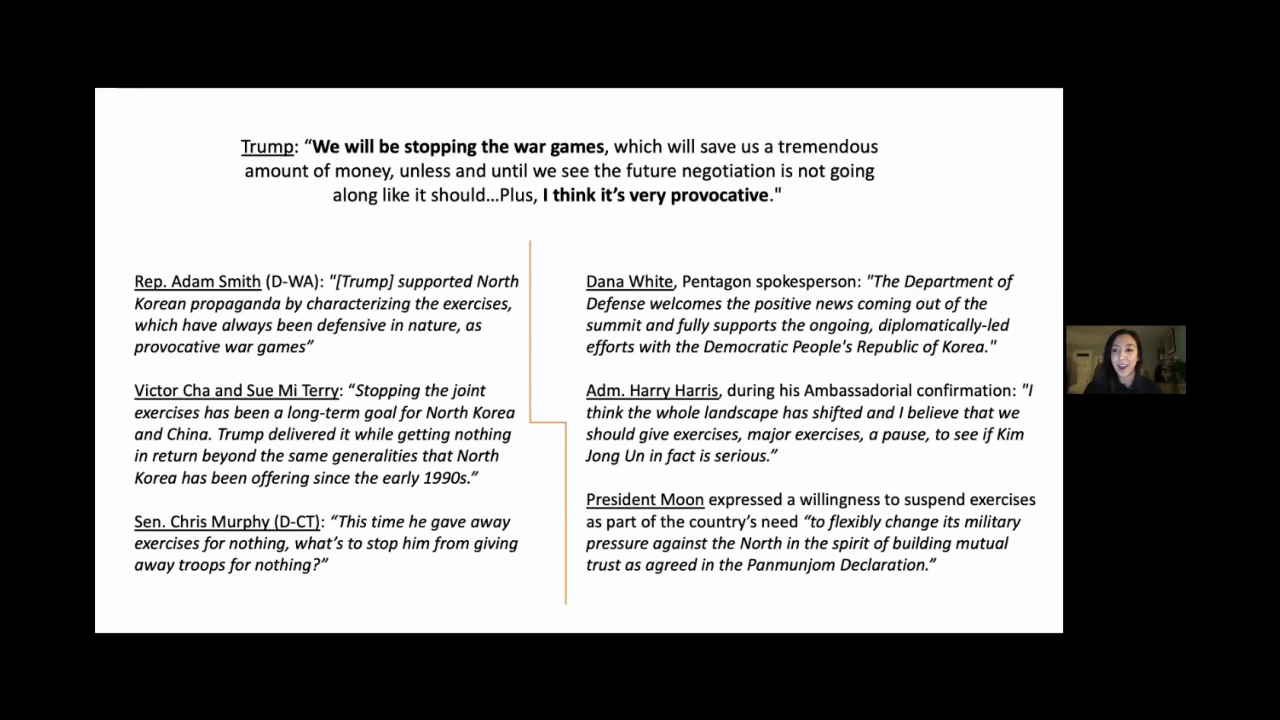 Trump: “We will be stopping the war games, which will save us a tremendous
amount of money, unless and until we see the future negotiation is not going
along like it should…Plus, I think it’s very provocative."
Rep. Adam Smith (D-WA): "[Trump] supported North
Korean propaganda by characterizing the exercises,
which have always been defensive in nature, as
provocative war games”
Victor Cha and Sue Mi Terry: “Stopping the joint
exercises has been a long-term goal for North Korea
and China. Trump delivered it while getting nothing
in return beyond the same generalities that North
Korea has been offering since the early 1990s.”
Sen. Chris Murphy (D-CT): “This time he gave away
exercises for nothing, what’s to stop him from giving
away troops for nothing?”
Dana White, Pentagon spokesperson: "The Department of
Defense welcomes the positive news coming out of the
summit and fully supports the ongoing, diplomatically-led
efforts with the Democratic People's Republic of Korea."
Adm. Harry Harris, during his Ambassadorial confirmation: "I
think the whole landscape has shifted and I believe that we
should give exercises, major exercises, a pause, to see if Kim
Jong Un in fact is serious.”
President Moon expressed a willingness to suspend exercises
as part of the country’s need “to flexibly change its military
pressure against the North in the spirit of building mutual
trust as agreed in the Panmunjom Declaration.”